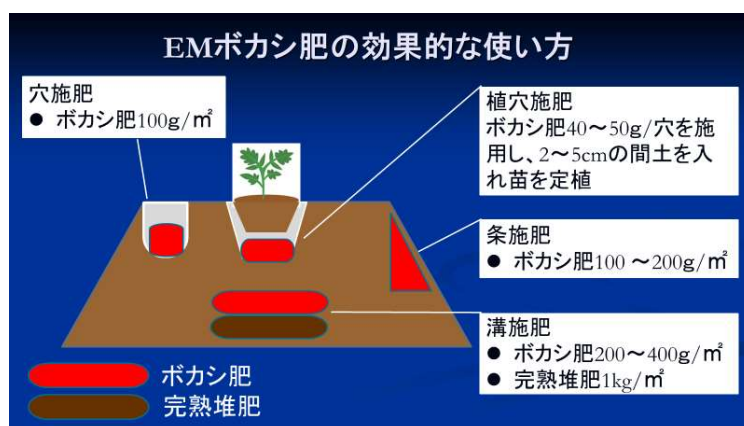 EMボカシ肥の効果的な使い方
穴施肥
● ボカシ肥100g/㎡
植穴施肥
ボカシ肥40～50g/穴を施
用し、2～5cmの間土を入
れ苗を定植
条施肥
● ボカシ肥100 ～200g/㎡
溝施肥
● ボカシ肥200～400g/㎡
● 完熟堆肥1kg/㎡
ボカシ肥
完熟堆肥